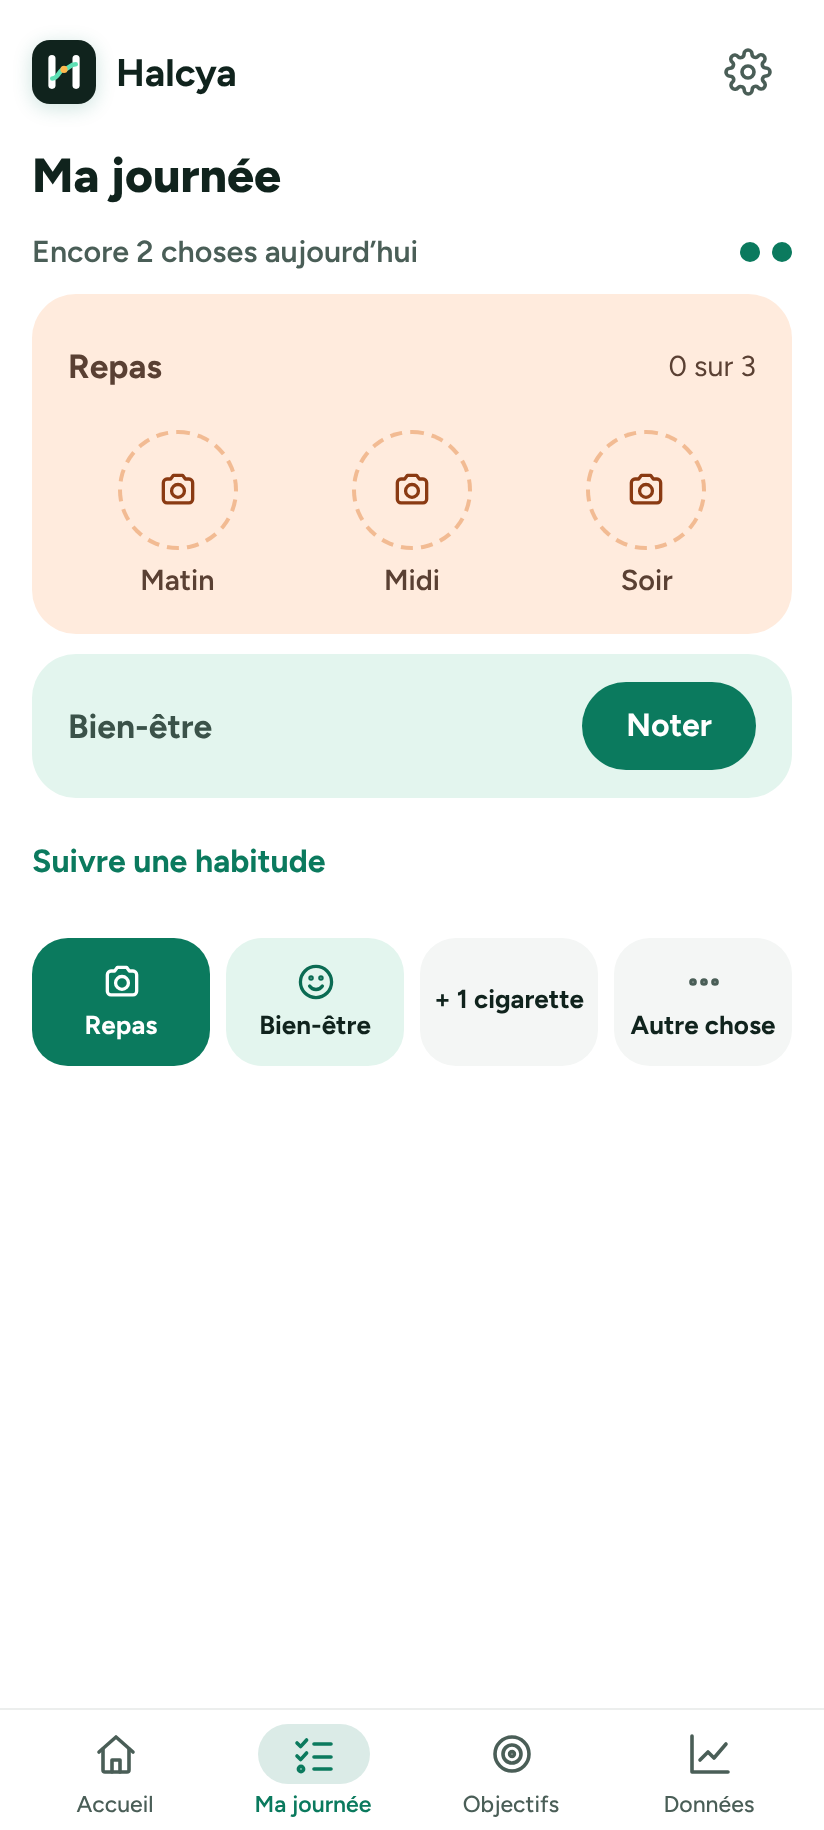 Halcya
Ma journée
Encore 2 choses aujourd’hui
Repas
0 sur 3
Matin
Midi
Soir
Bien-être
Noter
Suivre une habitude
Repas
Bien-être
+ 1 cigarette
Autre chose
Accueil
Ma journée
Objectifs
Données